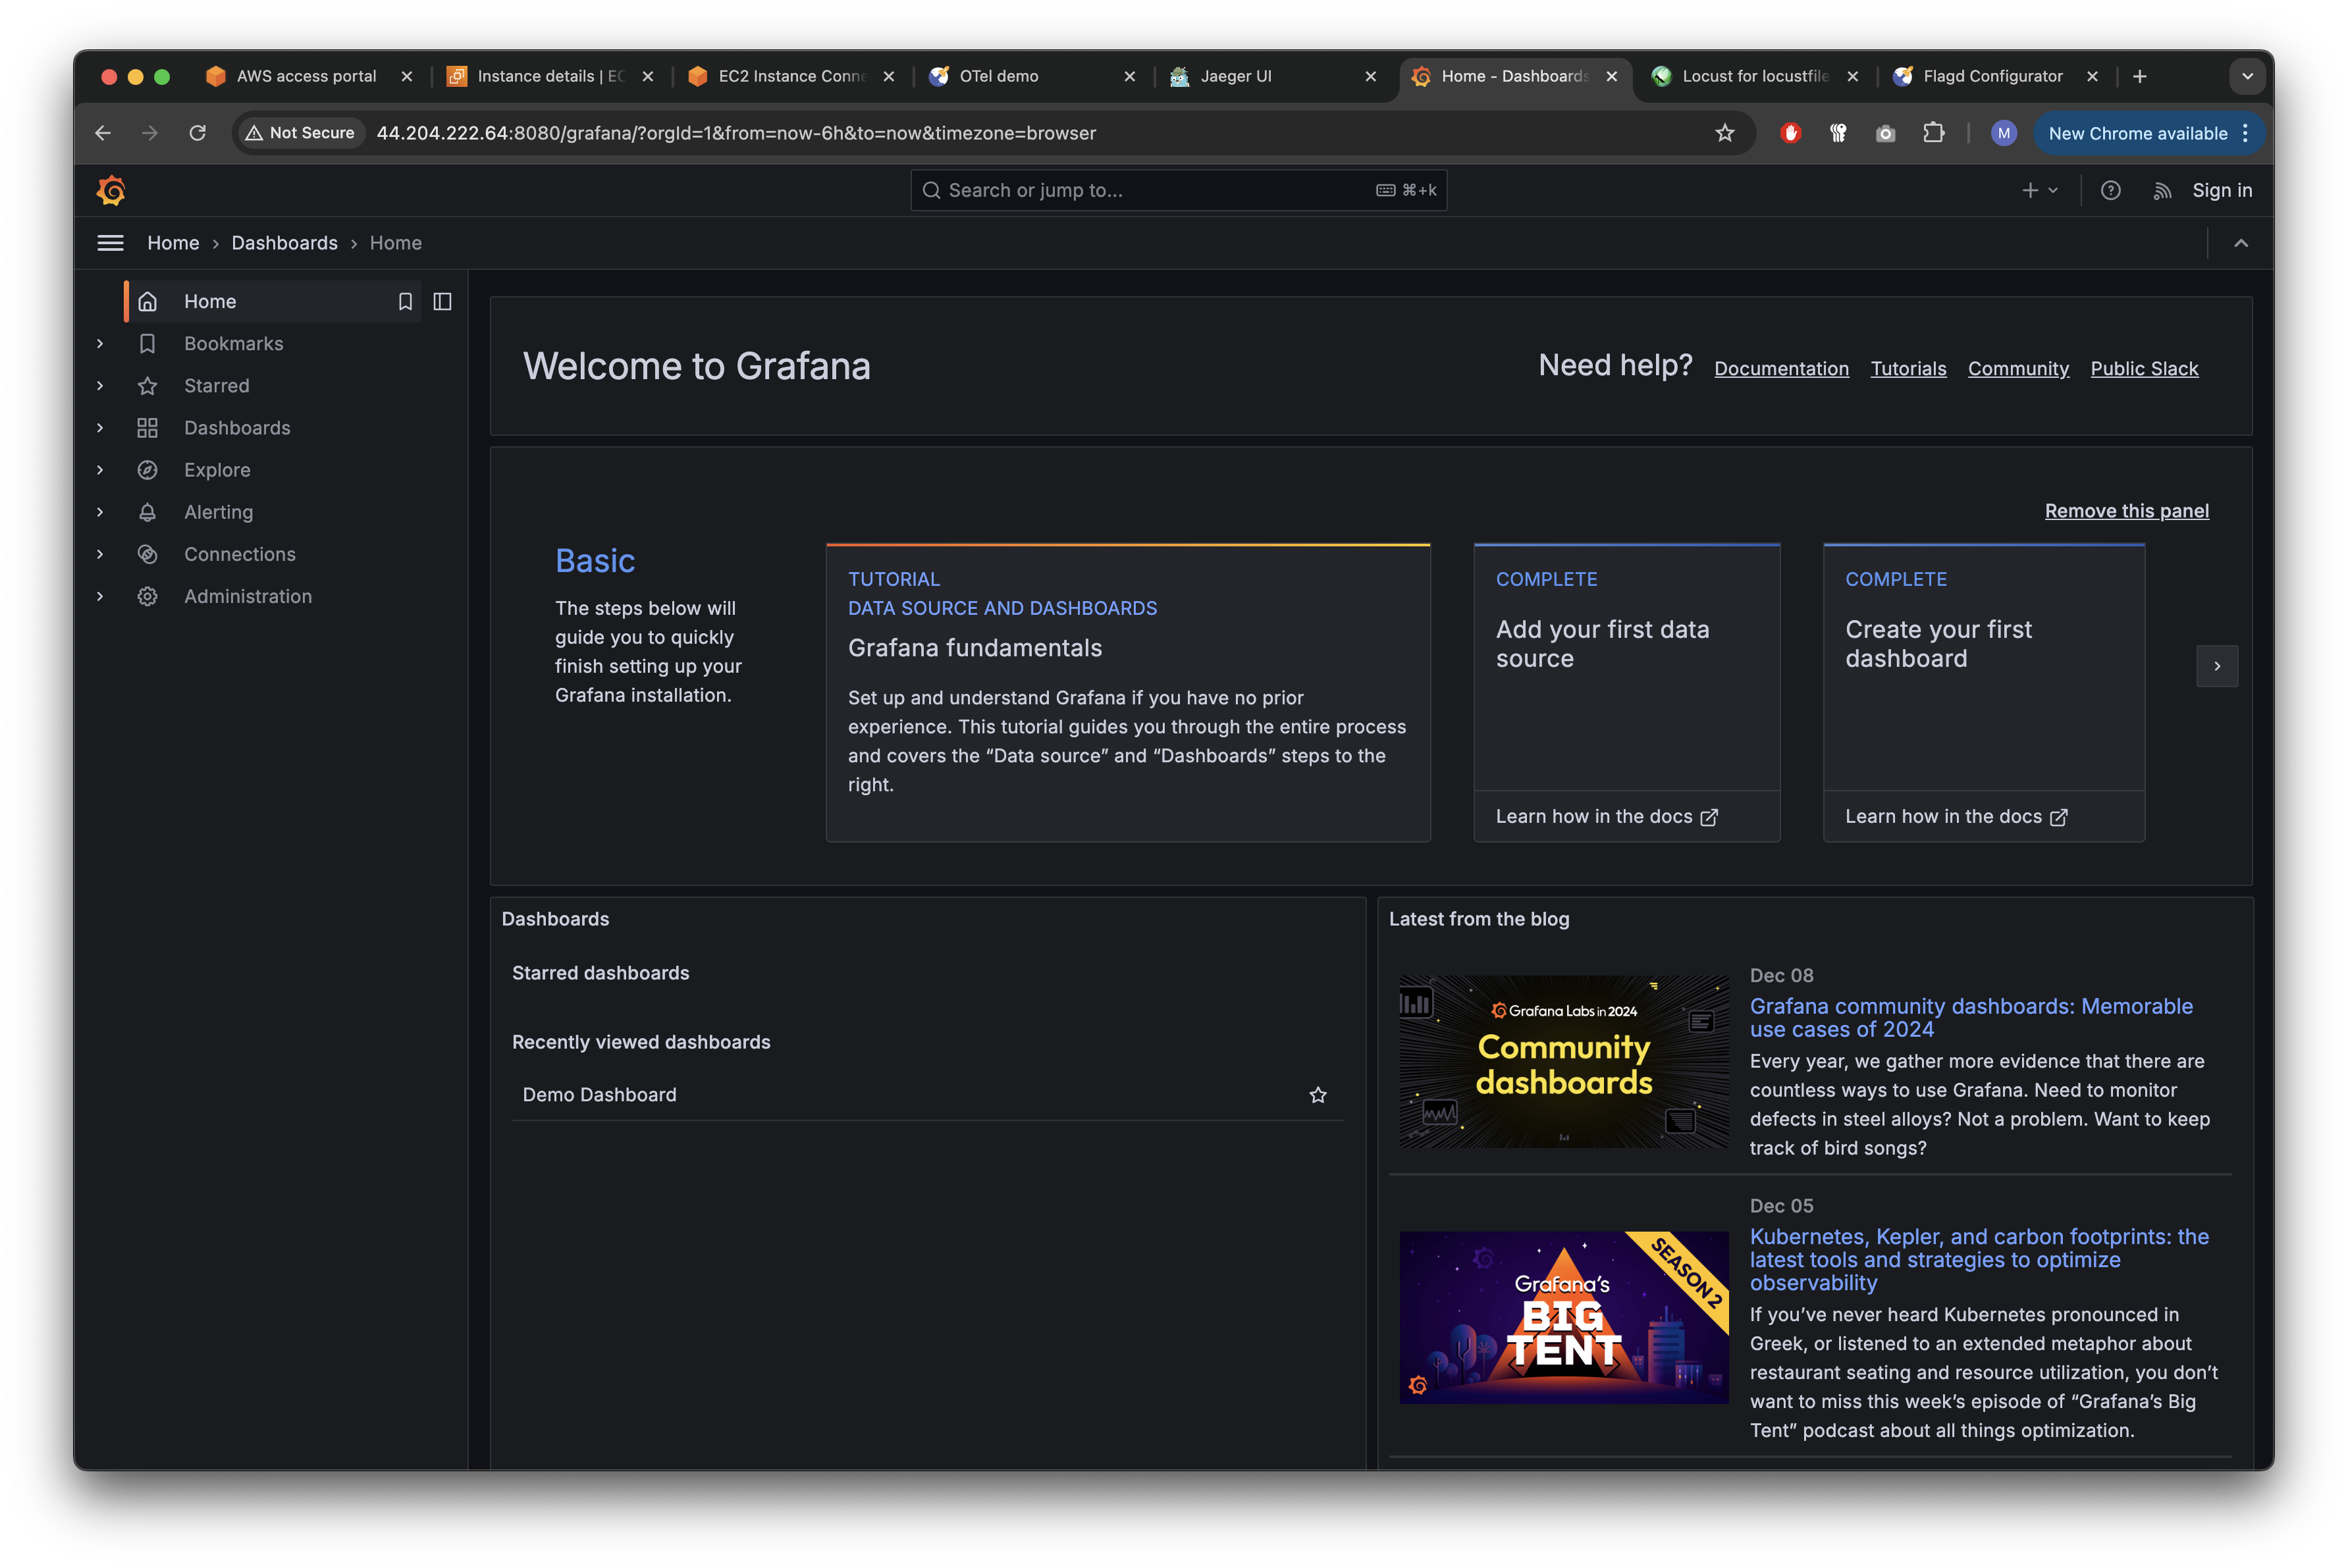 AWS access portal
Instance details | EC
EC2 Instance Conne
OTel demo
Jaeger UI
Home - Dashboards
Locust for locustfile
Flagd Configurator
Not Secure
44.204.222.64:8080/grafana/?orgId=1&from=now-6h&to=now&timezone=browser
M
New Chrome available
Search or jump to...
⌘+k
Sign in
Home › Dashboards › Home
Home
Bookmarks
Starred
Dashboards
Explore
Alerting
Connections
Administration
Welcome to Grafana
Need help?
Documentation
Tutorials
Community
Public Slack
Remove this panel
Basic
The steps below will
guide you to quickly
finish setting up your
Grafana installation.
TUTORIAL
DATA SOURCE AND DASHBOARDS
Grafana fundamentals
Set up and understand Grafana if you have no prior
experience. This tutorial guides you through the entire process
and covers the “Data source” and “Dashboards” steps to the
right.
COMPLETE
Add your first data
source
Learn how in the docs
COMPLETE
Create your first
dashboard
Learn how in the docs
Dashboards
Starred dashboards
Recently viewed dashboards
Demo Dashboard
Latest from the blog
Grafana Labs in 2024
Community
dashboards
Dec 08
Grafana community dashboards: Memorable
use cases of 2024
Every year, we gather more evidence that there are
countless ways to use Grafana. Need to monitor
defects in steel alloys? Not a problem. Want to keep
track of bird songs?
SEASON 2
Grafana’s
BIG
TENT
Dec 05
Kubernetes, Kepler, and carbon footprints: the
latest tools and strategies to optimize
observability
If you’ve never heard Kubernetes pronounced in
Greek, or listened to an extended metaphor about
restaurant seating and resource utilization, you don’t
want to miss this week’s episode of “Grafana’s Big
Tent” podcast about all things optimization.